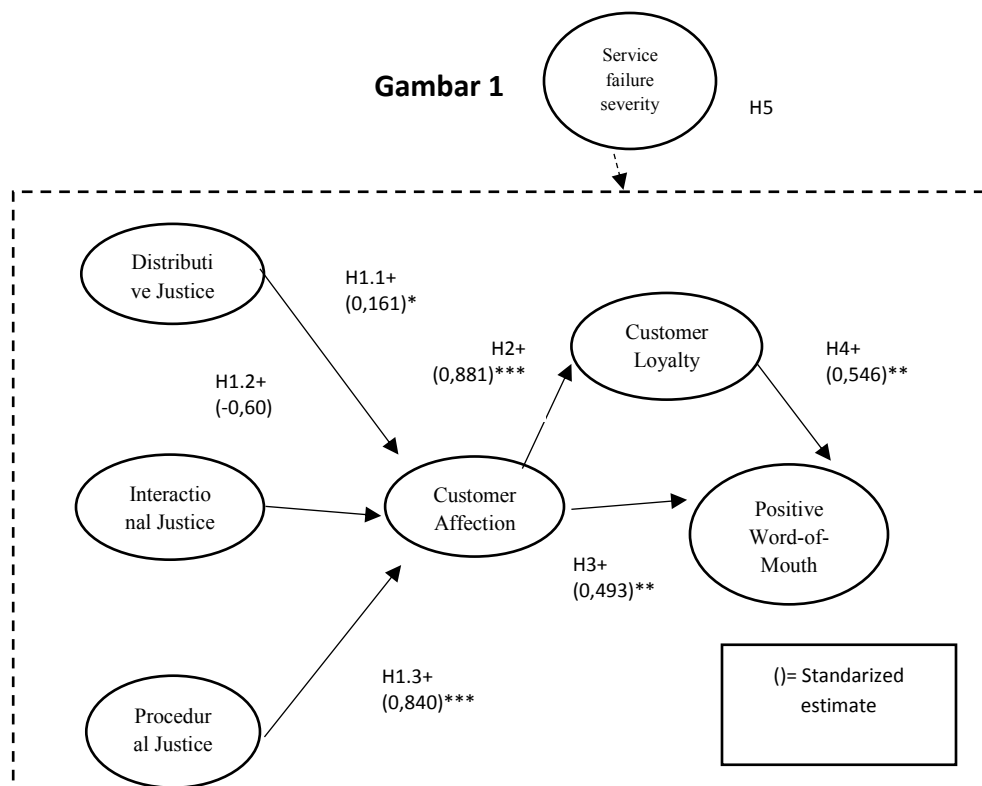 Gambar 1
Service
failure
severity
H5
Distributi
ve Justice
H1.1+
(0,161)*
H1.2+
(-0,60)
H2+
(0,881)***
Customer
Loyalty
H4+
(0,546)**
Interactio
nal Justice
Customer
Affection
Positive
Word-of-
Mouth
H3+
(0,493)**
H1.3+
(0,840)***
Procedur
al Justice
()= Standarized
estimate